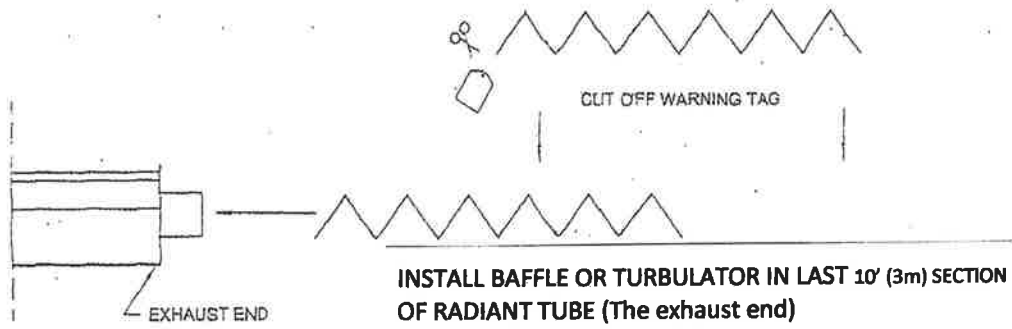 CUT OFF WARNING TAG
INSTALL BAFFLE OR TURBULATOR IN LAST 10' (3m) SECTION
OF RADIANT TUBE (The exhaust end)
EXHAUST END